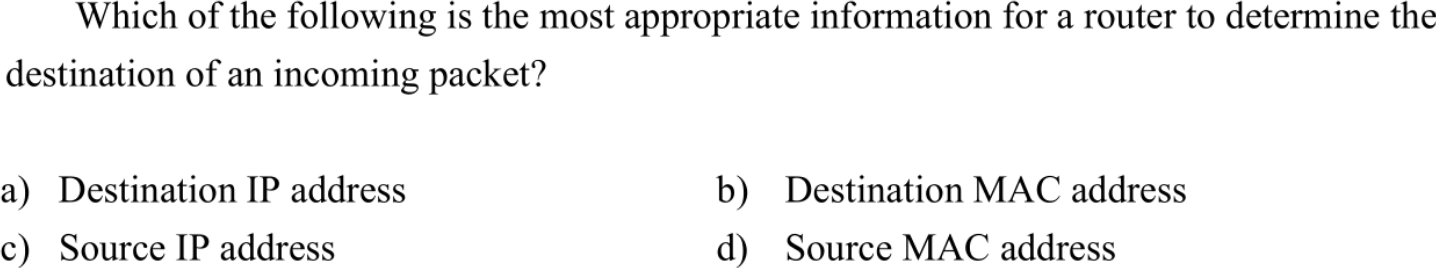 Which of the following is the most appropriate information for a router to determine the
destination of an incoming packet?
a) Destination IP address b) Destination MAC address
c) Source IP address d) Source MAC address